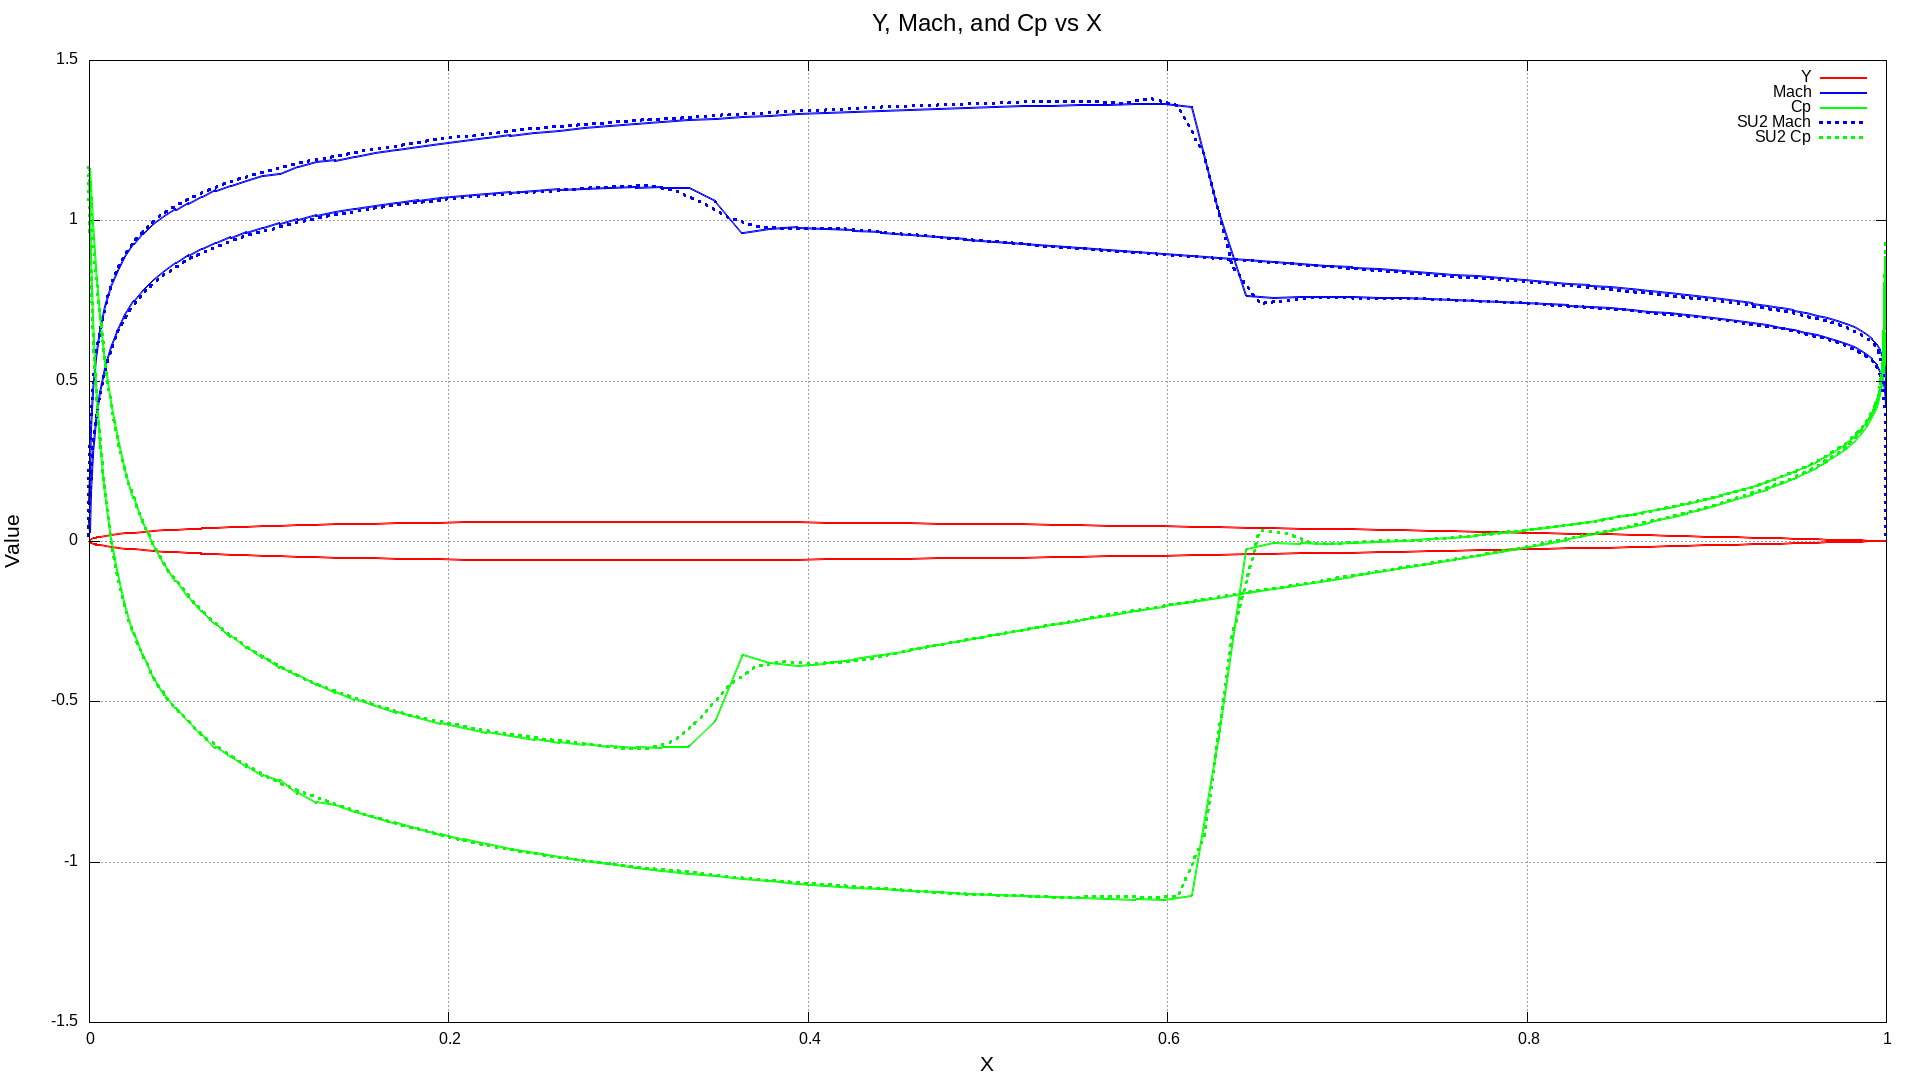 Y, Mach, and Cp vs X
Y
Mach
Cp
SU2 Mach
SU2 Cp
1.5
1
0.5
0
-0.5
-1
-1.5
Value
0 0.2 0.4 0.6 0.8 1
X